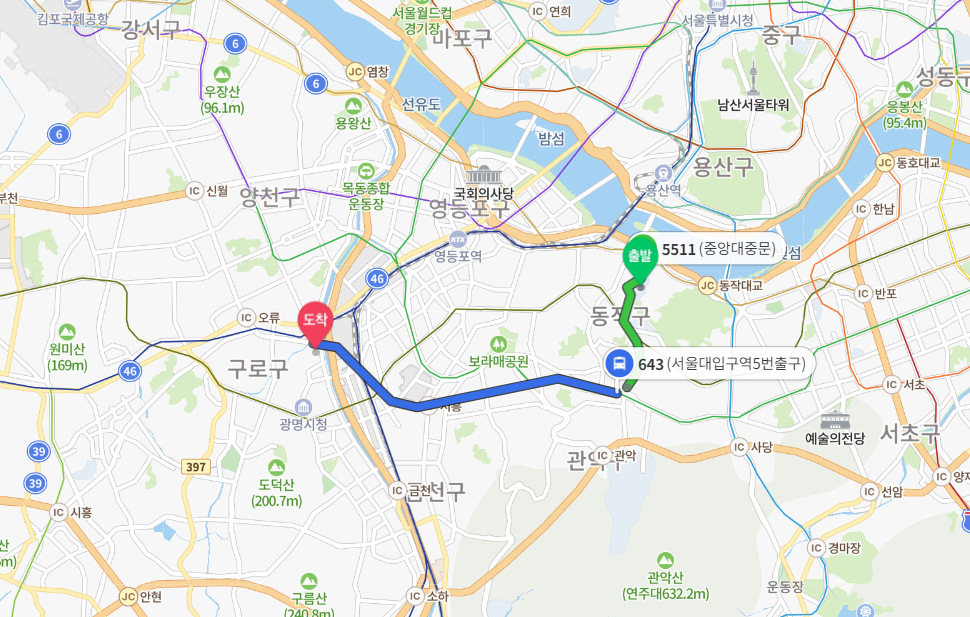 김포국제공항
강서구
6
우장산
(96.1m)
6
6
JC 염창
용왕산
서울월드컵
경기장
마포구
IC 연희
서울특별시청
중구
성동구
남산서울타워
응봉산
(95.4m)
선유도
밤섬
JC 동호대교
부천
IC 신월
양천구
목동종합
운동장
국회의사당
영등포구
용산역
용산구
IC 한남
KTX
영등포역
출발
5511 (중앙대중문)
섬
46
JC 동작대교
IC 반포
IC 오류
도착
동작구
원미산
(169m)
46
구로구
보라매공원
643 (서울대입구역5번출구)
IC 서초
광명시청
시흥
예술의전당
서초구
39
397
도덕산
(200.7m)
관악구
IC 관악
IC 사당
39
IC 금천
금천구
IC 선암
IC 양재
IC 시흥
IC 경마장
산
관악산
(연주대632.2m)
운동장
JC 안현
구름산
(240.8m)
IC 소하